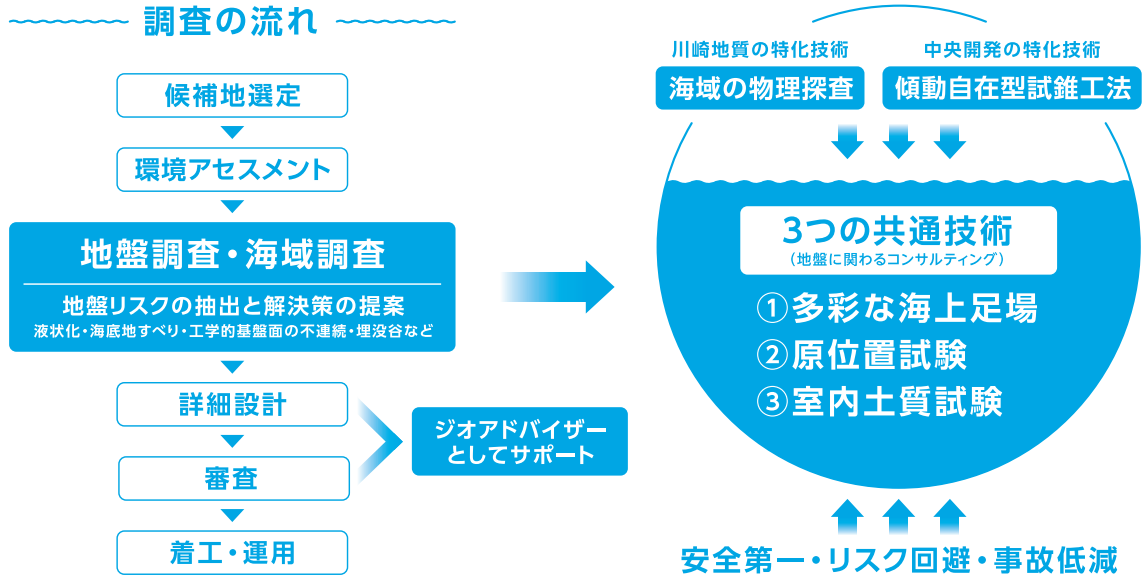 調査の流れ
候補地選定
環境アセスメント
地盤調査・海域調査
地盤リスクの抽出と解決策の提案
液状化・海底地すべり・工学的基盤面の不連続・埋没谷など
詳細設計
審査
着工・運用
ジオアドバイザー
としてサポート
川崎地質の特化技術
海域の物理探査
中央開発の特化技術
傾動自在型試錐工法
3つの共通技術
（地盤に関わるコンサルティング）
①多彩な海上足場
②原位置試験
③室内土質試験
安全第一・リスク回避・事故低減